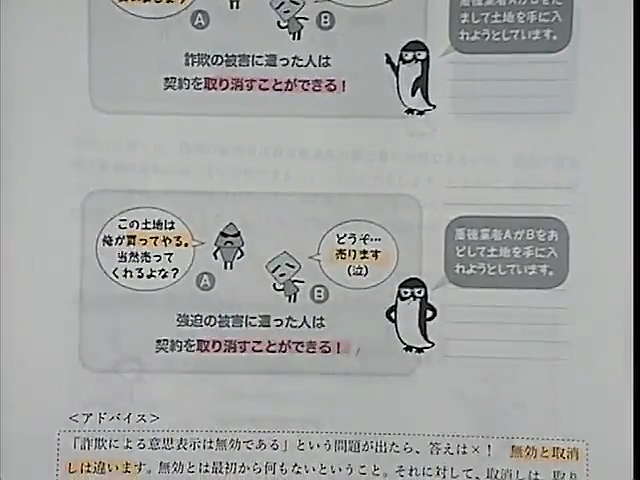 A
B
詐欺の被害に遭った人は
契約を取り消すことができる！
まして土地を手に入
れようとしています。
この土地は
俺が買ってやる。
当然売って
くれるよな？
A
どうぞ…
売ります
（泣）
B
強迫の被害に遭った人は
契約を取り消すことができる！
悪徳業者AがBをお
どして土地を手に入
れようとしています。
＜アドバイス＞
「詐欺による意思表示は無効である」という問題が出たら、答えは×！　無効と取消
しは違います。無効とは最初から何もないということ。それに対して、取消しは、取り